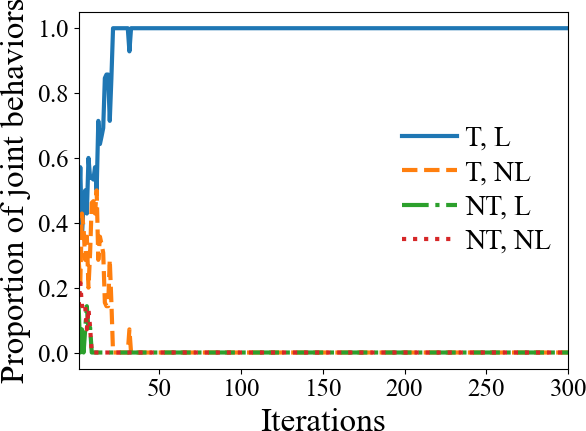 Proportion of joint behaviors
1.0
0.8
0.6
0.4
0.2
0.0
T, L
T, NL
NT, L
NT, NL
50 100 150 200 250 300
Iterations